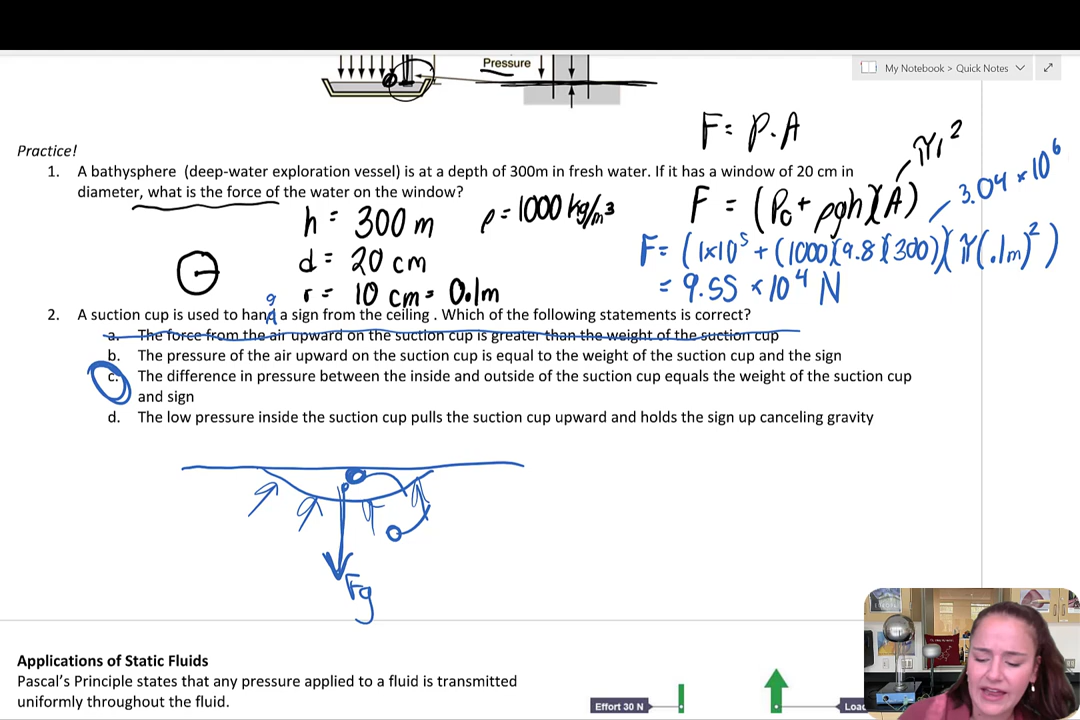 Pressure
My Notebook > Quick Notes
F = P·A
πr²
Practice!
1. A bathysphere (deep-water exploration vessel) is at a depth of 300m in fresh water. If it has a window of 20 cm in
diameter, what is the force of the water on the window?
h = 300 m
ρ = 1000 kg/m³
F = (P₀ + ρgh)(A)
3.04 × 10⁶
d = 20 cm
F = (1×10⁵ + (1000)(9.8)(300))(π(.1m)²)
r = 10 cm = 0.1m
= 9.55 × 10⁴ N
g
2. A suction cup is used to hand a sign from the ceiling . Which of the following statements is correct?
a. The force from the air upward on the suction cup is greater than the weight of the suction cup
b. The pressure of the air upward on the suction cup is equal to the weight of the suction cup and the sign
c. The difference in pressure between the inside and outside of the suction cup equals the weight of the suction cup
and sign
d. The low pressure inside the suction cup pulls the suction cup upward and holds the sign up canceling gravity
Fg
Applications of Static Fluids
Pascal's Principle states that any pressure applied to a fluid is transmitted
uniformly throughout the fluid.
Effort 30 N